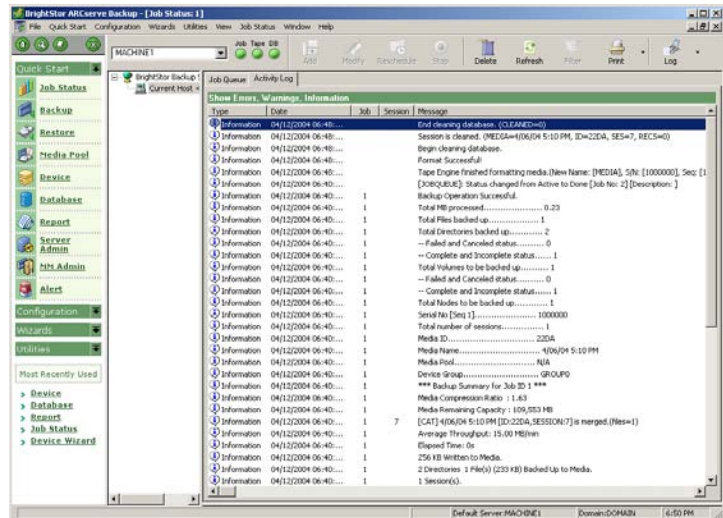 BrightStor ARCserve Backup - [Job Status: 1]
File Quick Start Configuration Wizards Utilities View Job Status Window Help
MACHINE1
Job Tape DB
Add Modify Reschedule Stop Delete Refresh Filter Print Log
Quick Start
Job Status
Backup
Restore
Media Pool
Device
Database
Report
Server Admin
MM Admin
Alert
Configuration
Wizards
Utilities
Most Recently Used
Device
Database
Report
Job Status
Device Wizard
BrightStor Backup
Current Host
Job Queue Activity Log
Show Errors, Warnings, Information
Type Date Job Session Message
Information 04/12/2004 06:48:... End cleaning database. (CLEANED=0)
Information 04/12/2004 06:48:... Session is cleaned. (MEDIA=4/06/04 5:10 PM, ID=22DA, SES=7, RECS=0)
Information 04/12/2004 06:48:... Begin cleaning database.
Information 04/12/2004 06:48:... Format Successful!
Information 04/12/2004 06:48:... Tape Engine finished formatting media.(New Name: [MEDIA], S/N: [1000000], Seq: [1
Information 04/12/2004 06:40:... [JOBQUEUE]: Status changed from Active to Done [Job No: 2] [Description: ]
Information 04/12/2004 06:40:... 1 Backup Operation Successful.
Information 04/12/2004 06:40:... 1 Total MB processed.................... 0.23
Information 04/12/2004 06:40:... 1 Total Files backed up................. 1
Information 04/12/2004 06:40:... 1 Total Directories backed up............ 2
Information 04/12/2004 06:40:... 1 -- Failed and Canceled status.......... 0
Information 04/12/2004 06:40:... 1 -- Complete and Incomplete status...... 1
Information 04/12/2004 06:40:... 1 Total Volumes to be backed up.......... 1
Information 04/12/2004 06:40:... 1 -- Failed and Canceled status.......... 0
Information 04/12/2004 06:40:... 1 -- Complete and Incomplete status...... 1
Information 04/12/2004 06:40:... 1 Total Nodes to be backed up............ 1
Information 04/12/2004 06:40:... 1 Serial No [Seq 1]..................... 1000000
Information 04/12/2004 06:40:... 1 Total number of sessions.............. 1
Information 04/12/2004 06:40:... 1 Media ID.............................. 22DA
Information 04/12/2004 06:40:... 1 Media Name............................ 4/06/04 5:10 PM
Information 04/12/2004 06:40:... 1 Media Pool............................ N/A
Information 04/12/2004 06:40:... 1 Device Group.......................... GROUP0
Information 04/12/2004 06:40:... 1 *** Backup Summary for Job ID 1 ***
Information 04/12/2004 06:40:... 1 Media Compression Ratio : 1.63
Information 04/12/2004 06:40:... 1 Media Remaining Capacity : 109,553 MB
Information 04/12/2004 06:40:... 1 7 [CAT] 4/06/04 5:10 PM [ID:22DA,SESSION:7] is merged.(files=1)
Information 04/12/2004 06:40:... 1 Average Throughput: 15.00 MB/min
Information 04/12/2004 06:40:... 1 Elapsed Time: 0s
Information 04/12/2004 06:40:... 1 256 KB Written to Media.
Information 04/12/2004 06:40:... 1 2 Directories 1 File(s) (233 KB) Backed Up to Media.
Information 04/12/2004 06:40:... 1 1 Session(s).
Default Server:MACHINE1 Domain:DOMAIN 6:50 PM